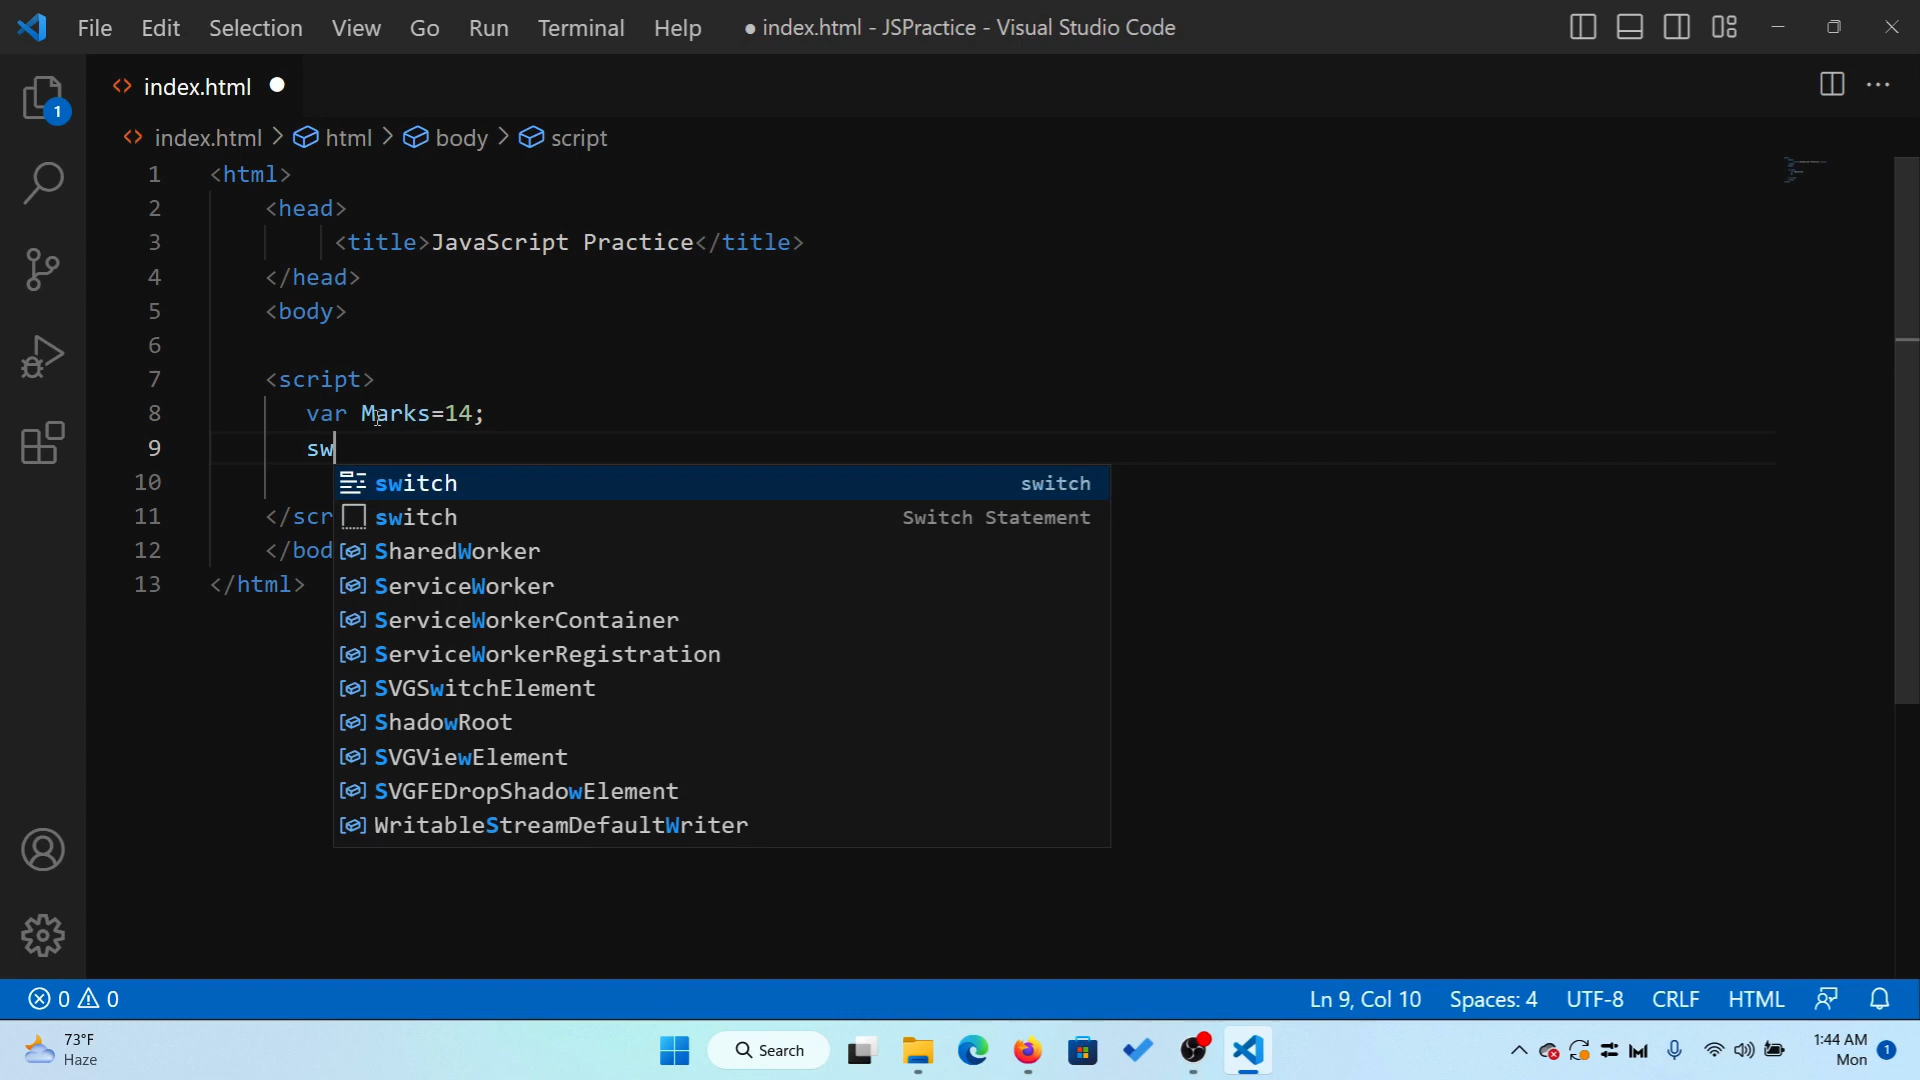 File Edit Selection View Go Run Terminal Help ● index.html - JSPractice - Visual Studio Code
index.html
1
index.html > html > body > script
1 <html>
2 <head>
3 <title>JavaScript Practice</title>
4 </head>
5 <body>
6
7 <script>
8 var Marks=14;
9 sw
10
11 </scr
12 </bod
13 </html>
switch switch
switch Switch Statement
SharedWorker
ServiceWorker
ServiceWorkerContainer
ServiceWorkerRegistration
SVGSwitchElement
ShadowRoot
SVGViewElement
SVGFEDropShadowElement
WritableStreamDefaultWriter
0 0 Ln 9, Col 10 Spaces: 4 UTF-8 CRLF HTML
73°F
Haze
Search
1:44 AM
Mon
1